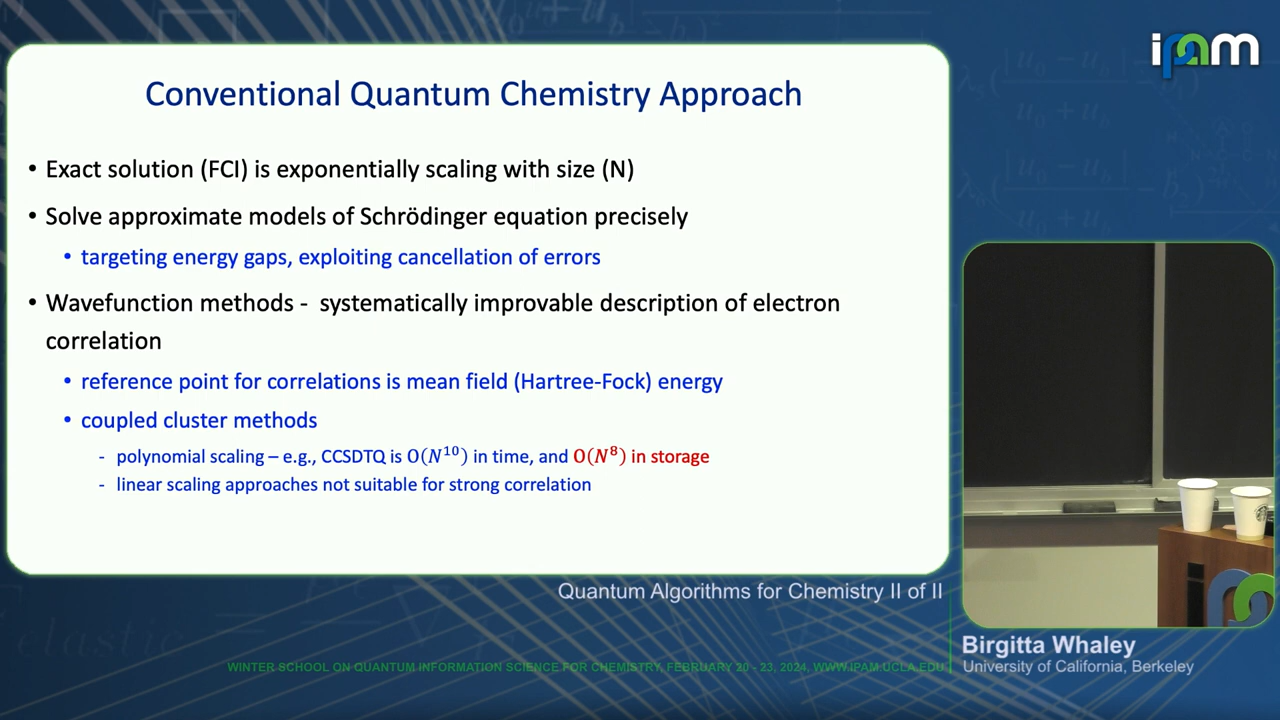 ipam
Conventional Quantum Chemistry Approach
• Exact solution (FCI) is exponentially scaling with size (N)
• Solve approximate models of Schrödinger equation precisely
• targeting energy gaps, exploiting cancellation of errors
• Wavefunction methods - systematically improvable description of electron
correlation
• reference point for correlations is mean field (Hartree-Fock) energy
• coupled cluster methods
- polynomial scaling – e.g., CCSDTQ is O(N¹⁰) in time, and O(N⁸) in storage
- linear scaling approaches not suitable for strong correlation
Quantum Algorithms for Chemistry II of II
Birgitta Whaley
University of California, Berkeley
WINTER SCHOOL ON QUANTUM INFORMATION SCIENCE FOR CHEMISTRY, FEBRUARY 20 - 23, 2024, WWW.IPAM.UCLA.EDU
elastic